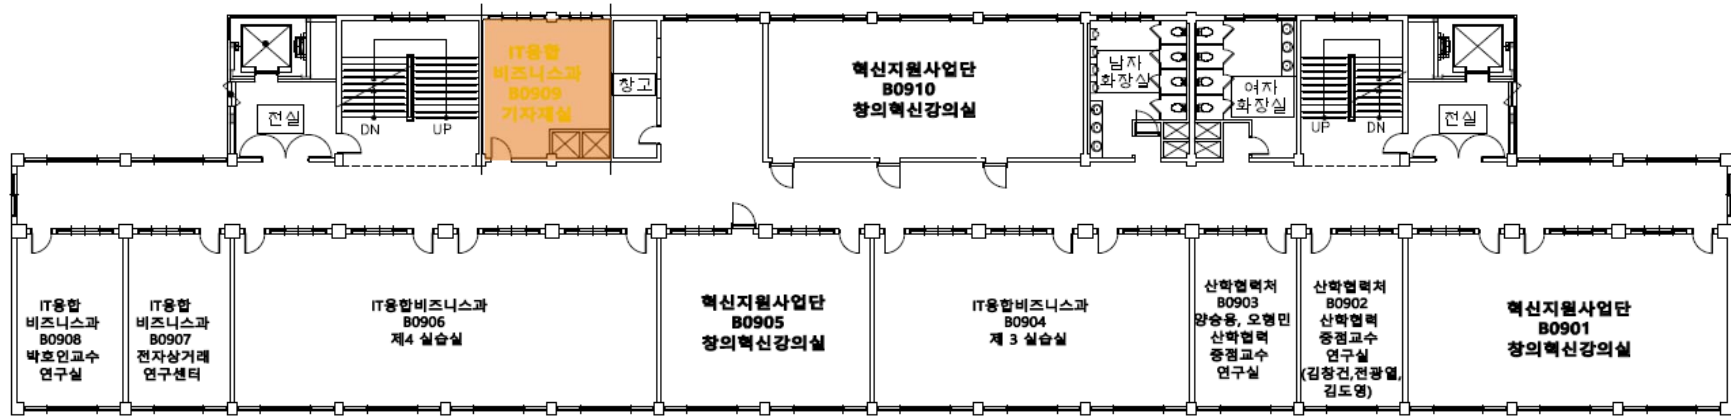 IT융합
비즈니스과
B0909
기자재실
창고
전실
DN
UP
혁신지원사업단
B0910
창의혁신강의실
남자
화장실
여자
화장실
UP
DN
전실
IT융합
비즈니스과
B0908
박호인교수
연구실
IT융합
비즈니스과
B0907
전자상거래
연구센터
IT융합비즈니스과
B0906
제4 실습실
혁신지원사업단
B0905
창의혁신강의실
IT융합비즈니스과
B0904
제 3 실습실
산학협력처
B0903
양승용, 오형민
산학협력
중점교수
연구실
산학협력처
B0902
산학협력
중점교수
연구실
(김창건,전광열,
김도영)
혁신지원사업단
B0901
창의혁신강의실